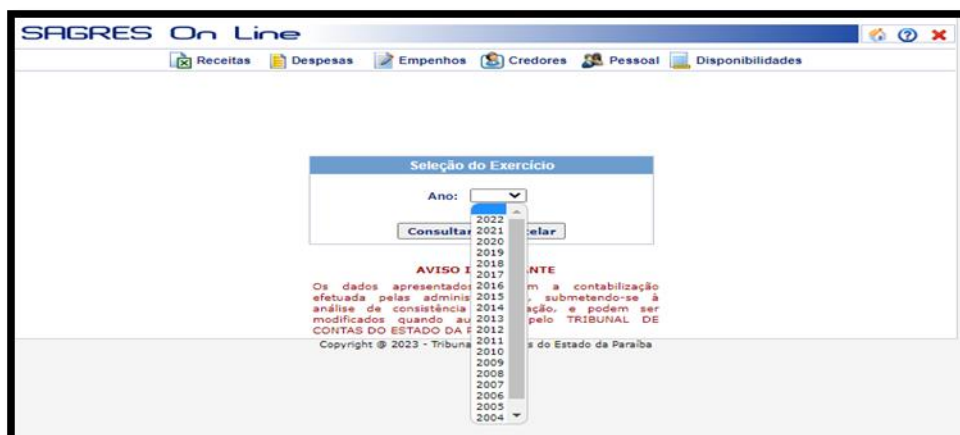 SAGRES On Line
Receitas Despesas Empenhos Credores Pessoal Disponibilidades
Seleção do Exercício
Ano:
Consultar elar
2022
2021
2020
2019
2018
2017
2016
2015
2014
2013
2012
2011
2010
2009
2008
2007
2006
2005
2004
AVISO I NTE
Os dados apresentados m a contabilização
efetuada pelas adminis , submetendo-se à
análise de consistência ação, e podem ser
modificados quando au pelo TRIBUNAL DE
CONTAS DO ESTADO DA P
Copyright @ 2023 - Tribuna s do Estado da Paraíba